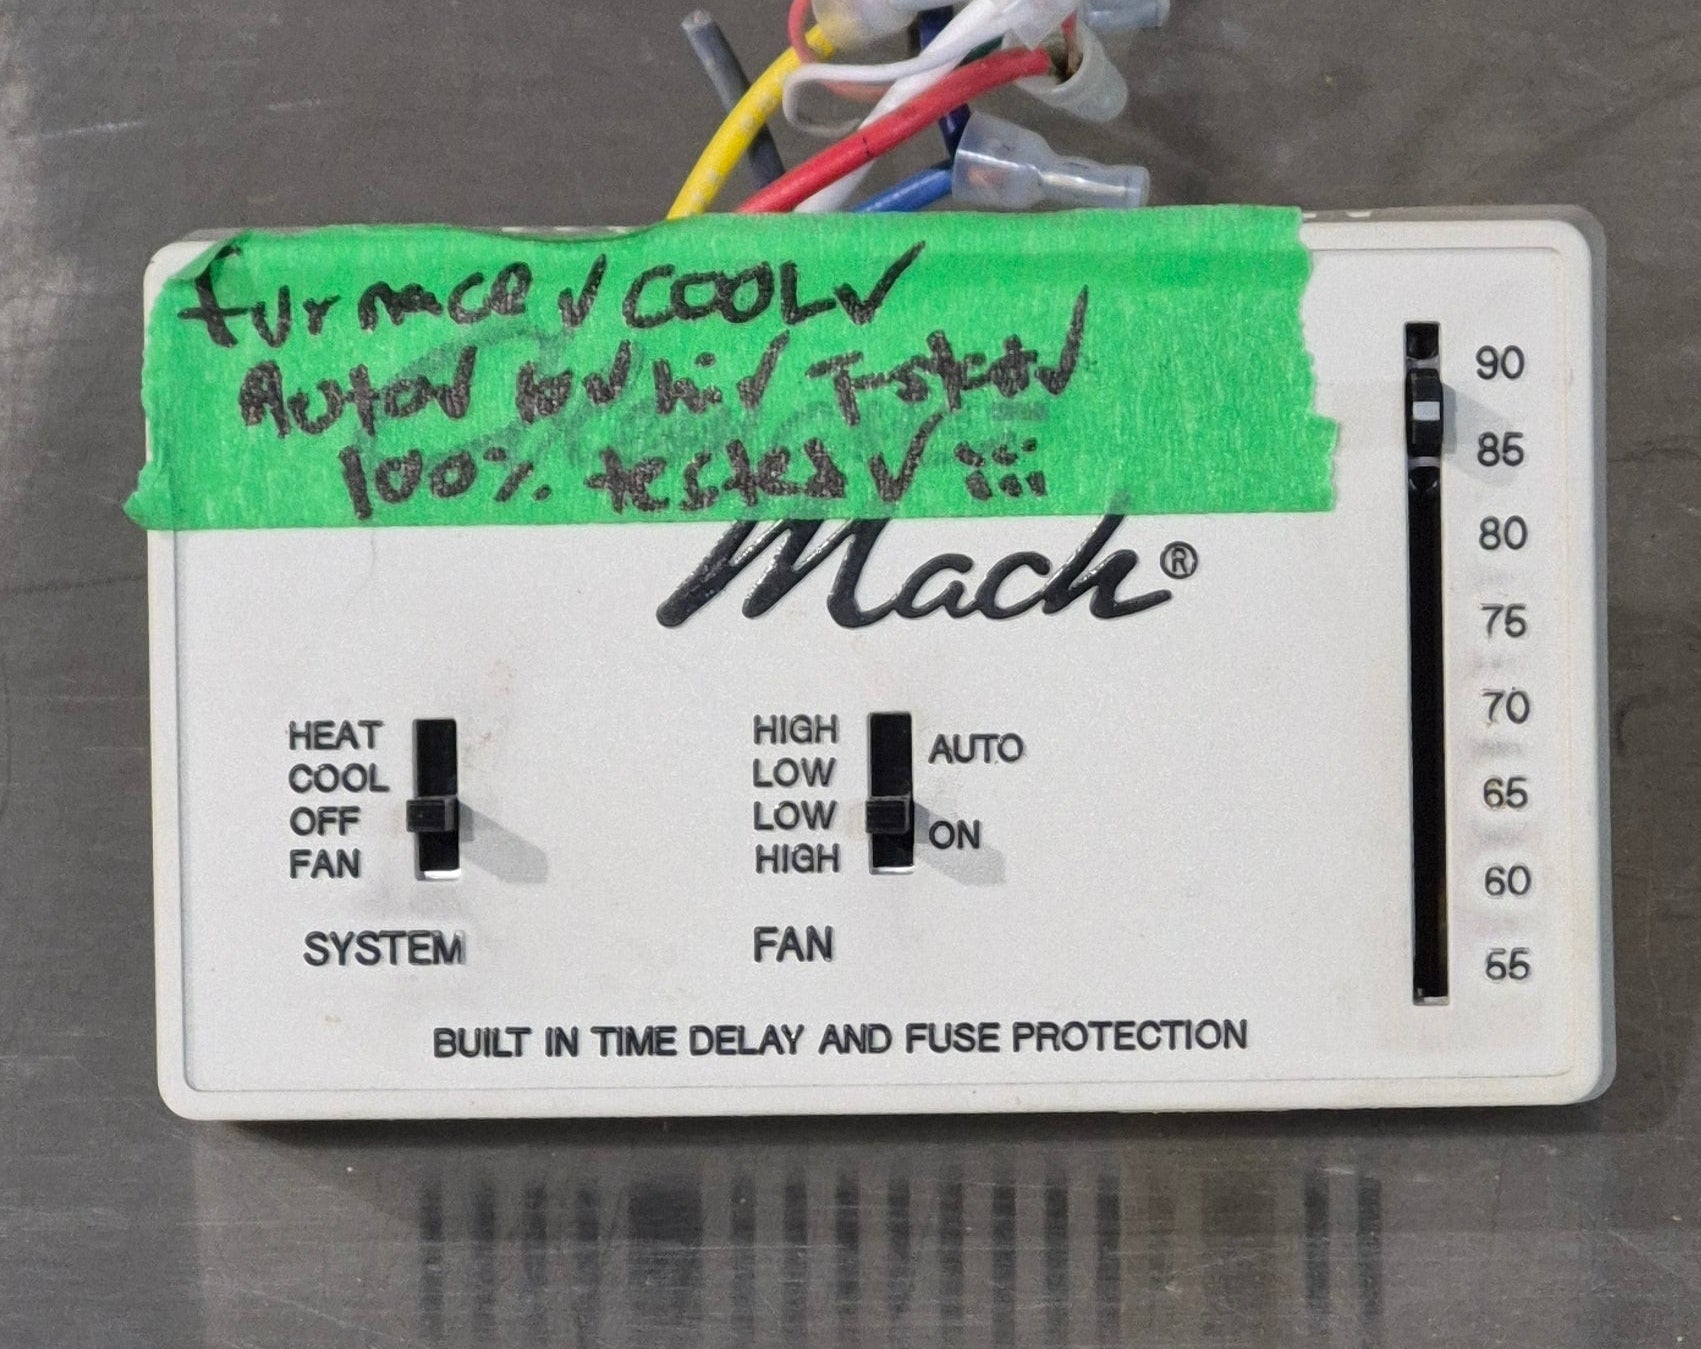 furnace ✓ COOL ✓
Auto ✓ low ✓ hi ✓ T-stat ✓
100% tested ✓ !!!
Mach®
90
85
80
75
70
65
60
55
HEAT
COOL
OFF
FAN
SYSTEM
HIGH
LOW
LOW
HIGH
AUTO
ON
FAN
BUILT IN TIME DELAY AND FUSE PROTECTION